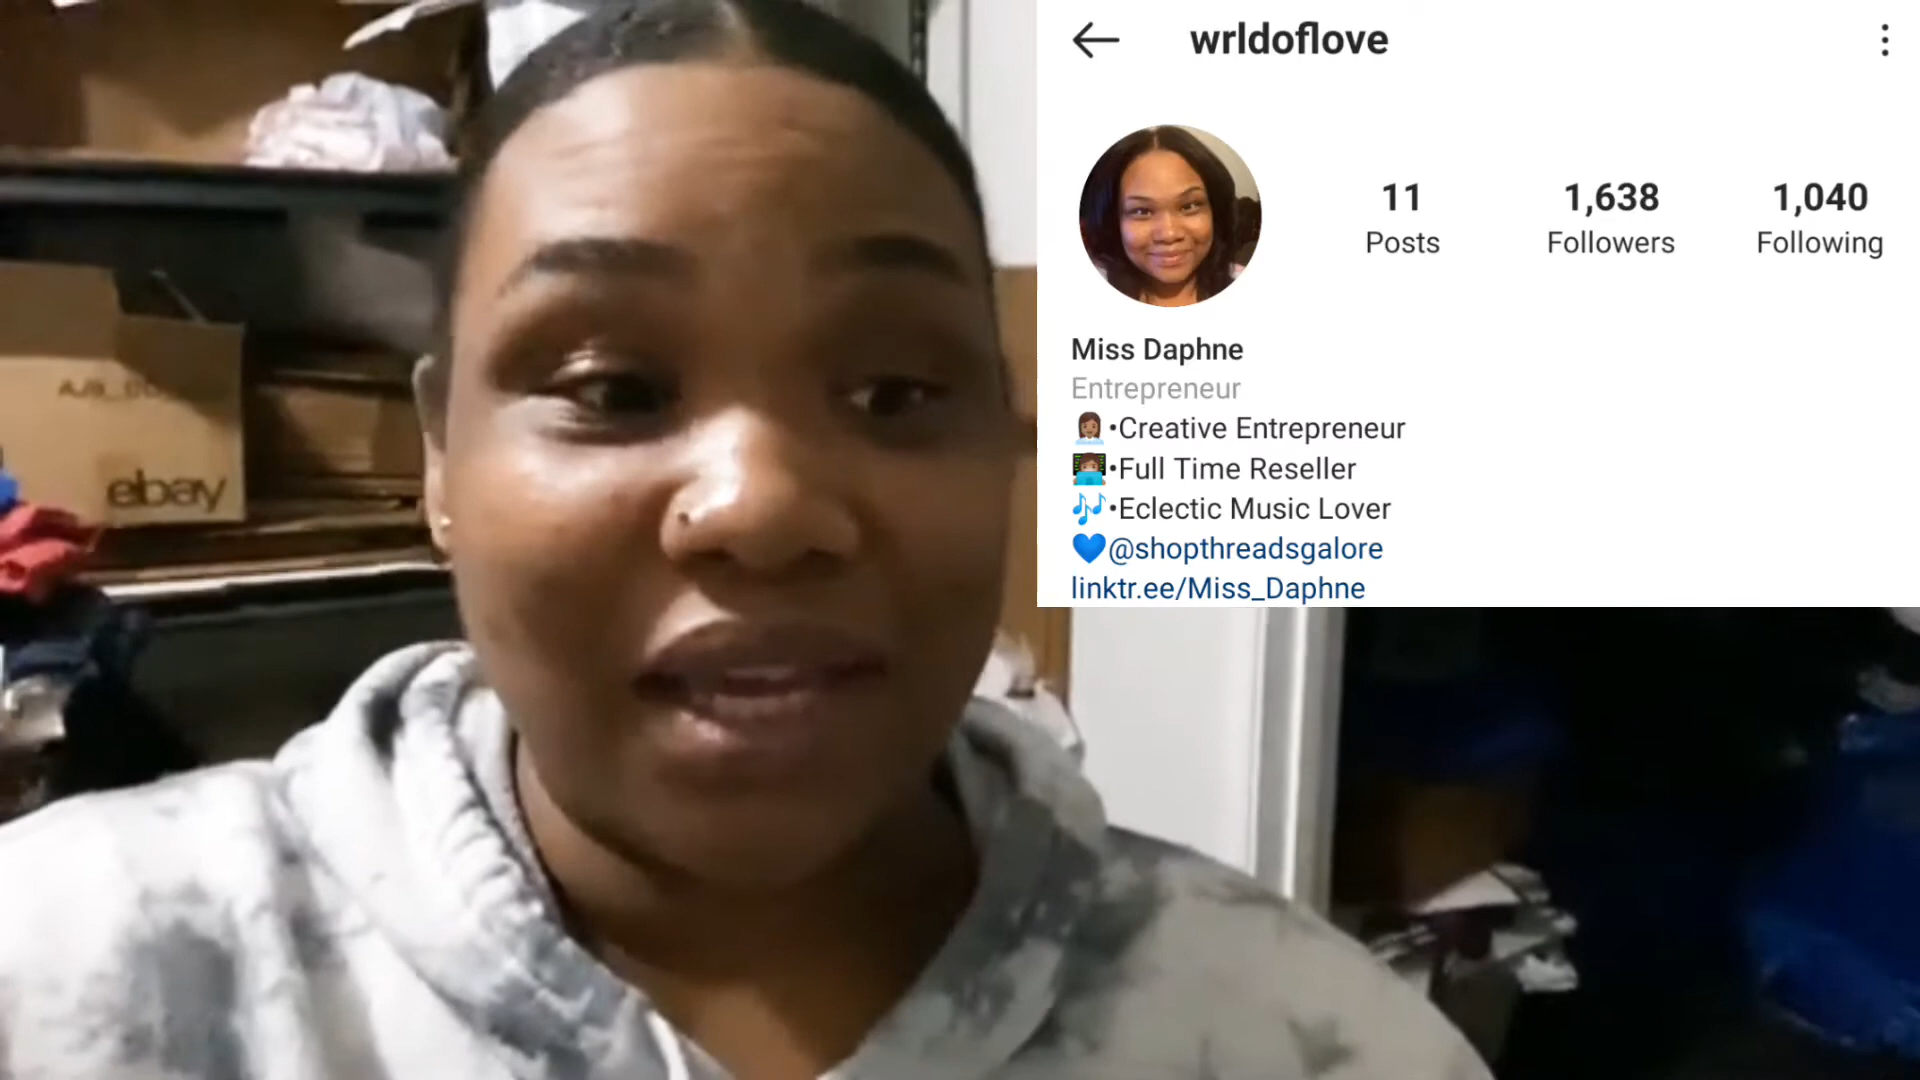 wrldoflove
11
1,638
1,040
Posts
Followers
Following
Miss Daphne
Entrepreneur
👩🏽‍💼•Creative Entrepreneur
👩🏽‍💻•Full Time Reseller
🎶•Eclectic Music Lover
💙@shopthreadsgalore
linktr.ee/Miss_Daphne
ebay